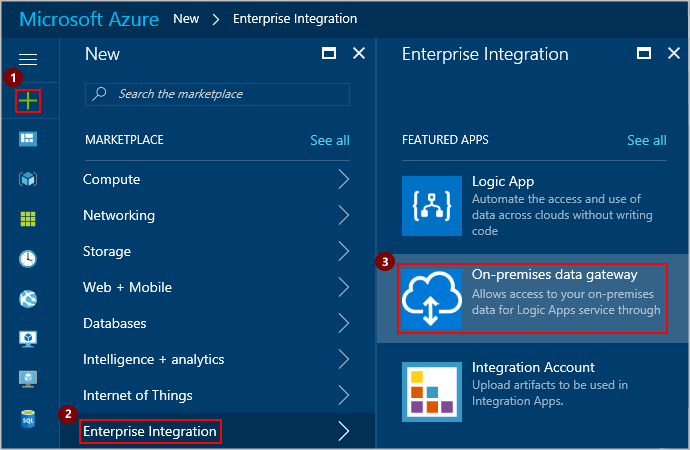 Microsoft Azure New > Enterprise Integration
1
New
Search the marketplace
MARKETPLACE See all
Compute
Networking
Storage
Web + Mobile
Databases
Intelligence + analytics
Internet of Things
2
Enterprise Integration
Enterprise Integration
FEATURED APPS See all
Logic App
Automate the access and use of
data across clouds without writing
code
3
On-premises data gateway
Allows access to your on-premises
data for Logic Apps service through
Integration Account
Upload artifacts to be used in
Integration Apps.
SQL